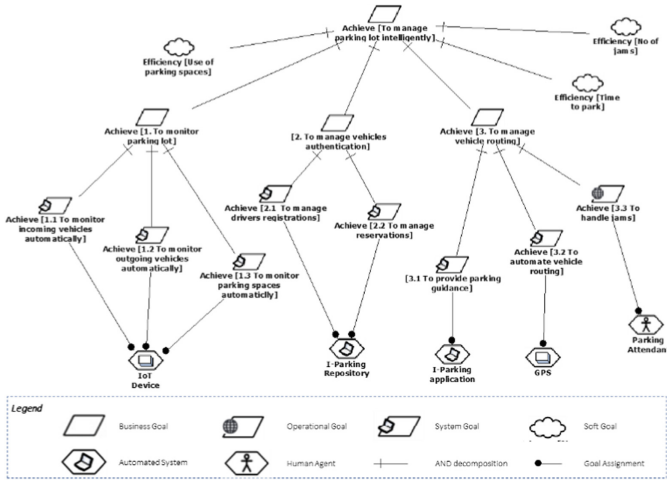 Achieve [To manage
parking lot intelligently]
Efficiency [Use of
parking spaces]
Efficiency [No of
jams]
Efficiency [Time
to park]
Achieve [1. To monitor
parking lot]
[2. To manage vehicles
authentication]
Achieve [3. To manage
vehicle routing]
Achieve [1.1 To monitor
incoming vehicles
automatically]
Achieve [1.2 To monitor
outgoing vehicles
automatically]
Achieve [1.3 To monitor
parking spaces
automaticlly]
Achieve [2.1 To manage
drivers registrations]
Achieve [2.2 To manage
reservations]
[3.1 To provide parking
guidance]
Achieve [3.2 To
automate vehicle
routing]
Achieve [3.3 To
handle jams]
IoT
Device
I-Parking
Repository
I-Parking
application
GPS
Parking
Attendan
Legend
Business Goal
Operational Goal
System Goal
Soft Goal
Automated System
Human Agent
AND decomposition
Goal Assignment